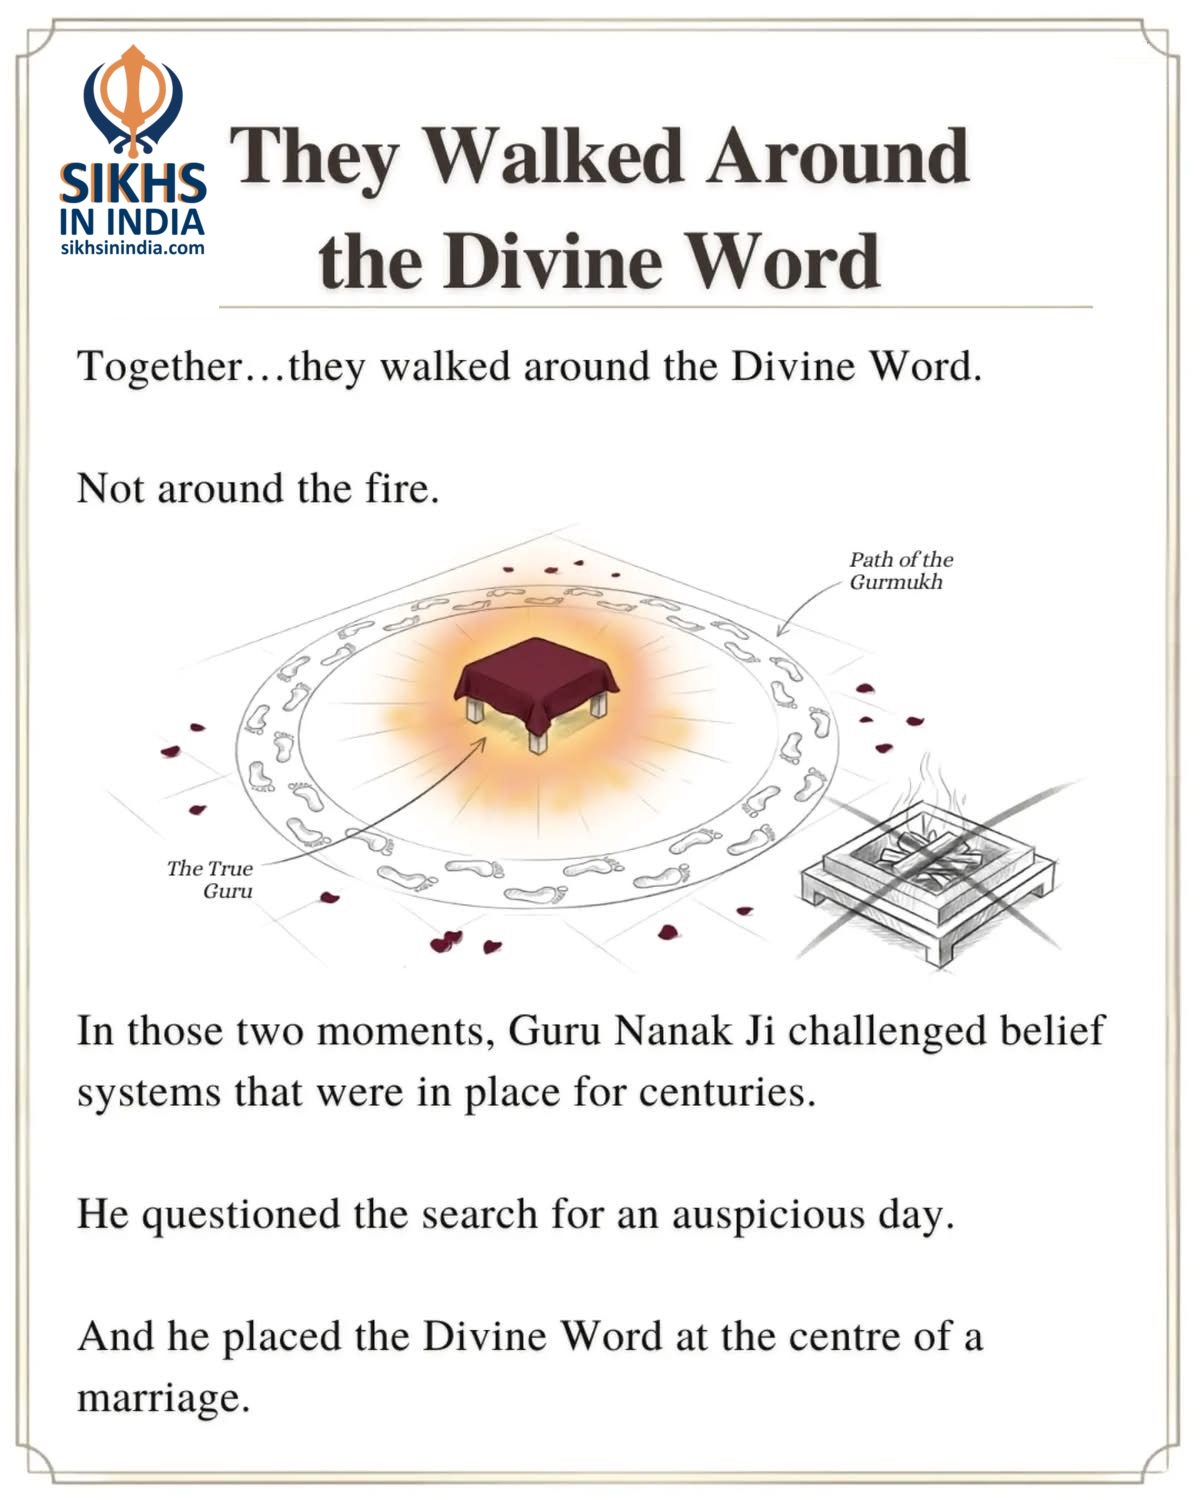 SIKHS
IN INDIA
sikhsinindia.com
They Walked Around
the Divine Word
Together...they walked around the Divine Word.
Not around the fire.
Path of the
Gurmukh
The True
Guru
In those two moments, Guru Nanak Ji challenged belief
systems that were in place for centuries.
He questioned the search for an auspicious day.
And he placed the Divine Word at the centre of a
marriage.